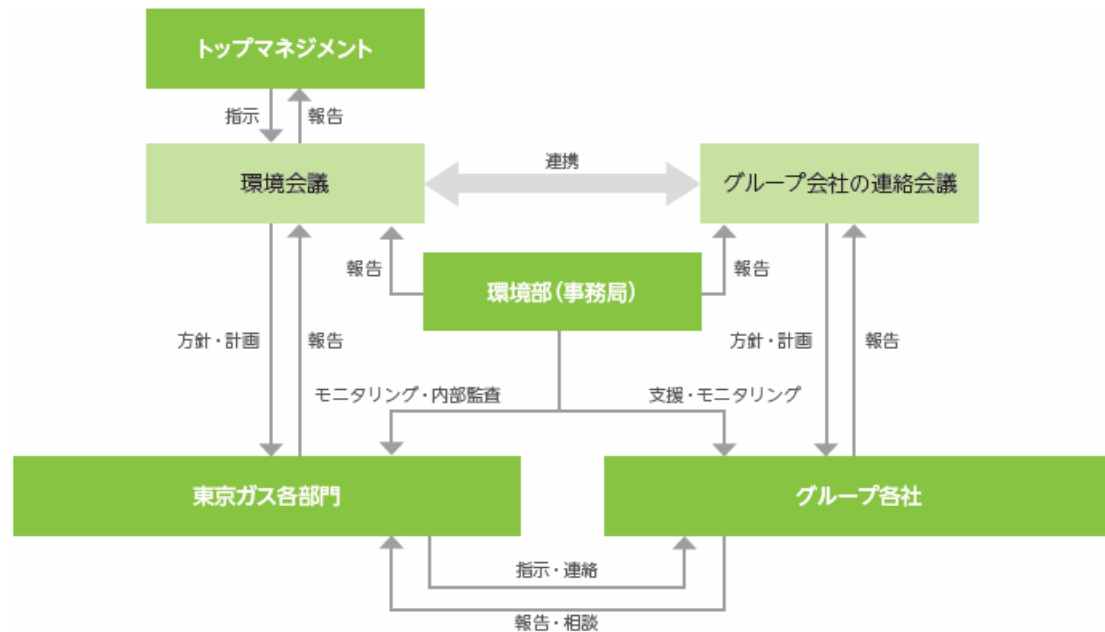 トップマネジメント
指示
報告
環境会議
連携
グループ会社の連絡会議
報告
環境部(事務局)
報告
方針・計画
報告
方針・計画
報告
モニタリング・内部監査
支援・モニタリング
東京ガス各部門
グループ各社
指示・連絡
報告・相談